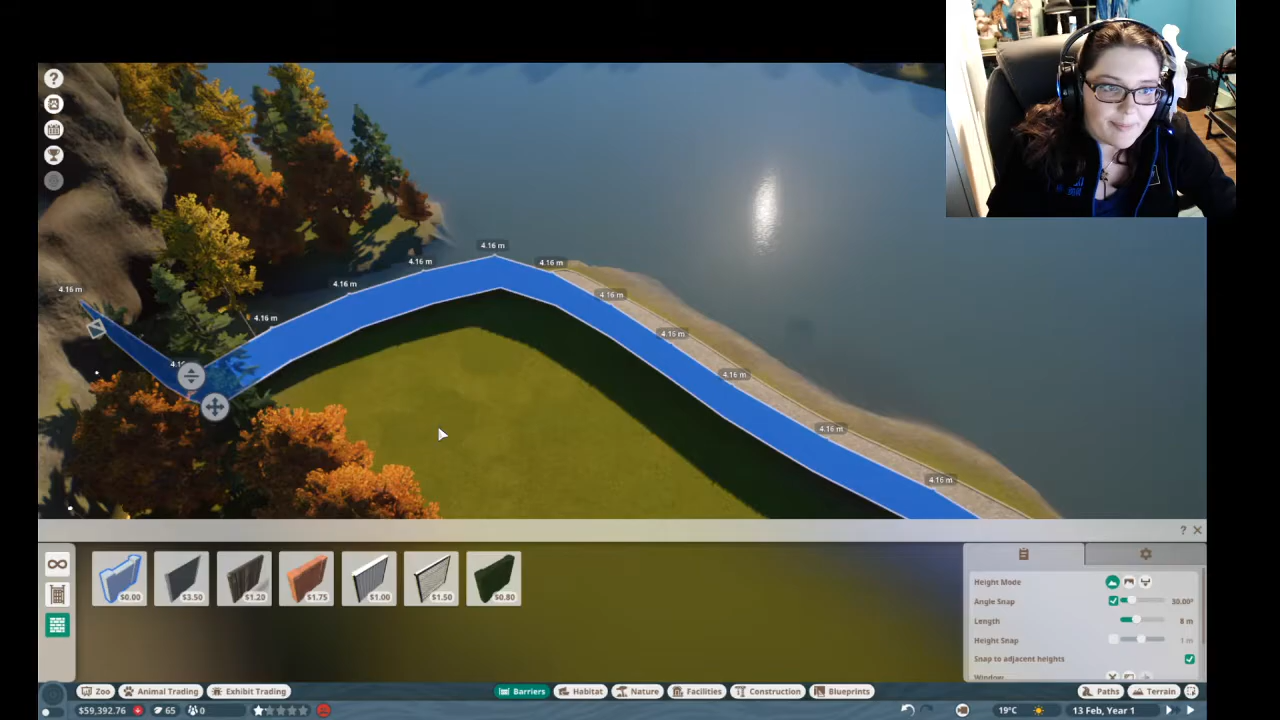 4.16 m
4.16 m
4.16 m
4.16 m
4.16 m
4.16 m
4.16 m
4.16 m
4.16 m
4.16 m
4.16 m
? ×
$0.00 $3.50 $1.20 $1.75 $1.00 $1.50 $0.80
Height Mode
Angle Snap 30.00°
Length 8 m
Height Snap 1 m
Snap to adjacent heights
Window
Zoo Animal Trading Exhibit Trading Barriers Habitat Nature Facilities Construction Blueprints Paths Terrain
$59,392.76 65 0 19°C 13 Feb, Year 1